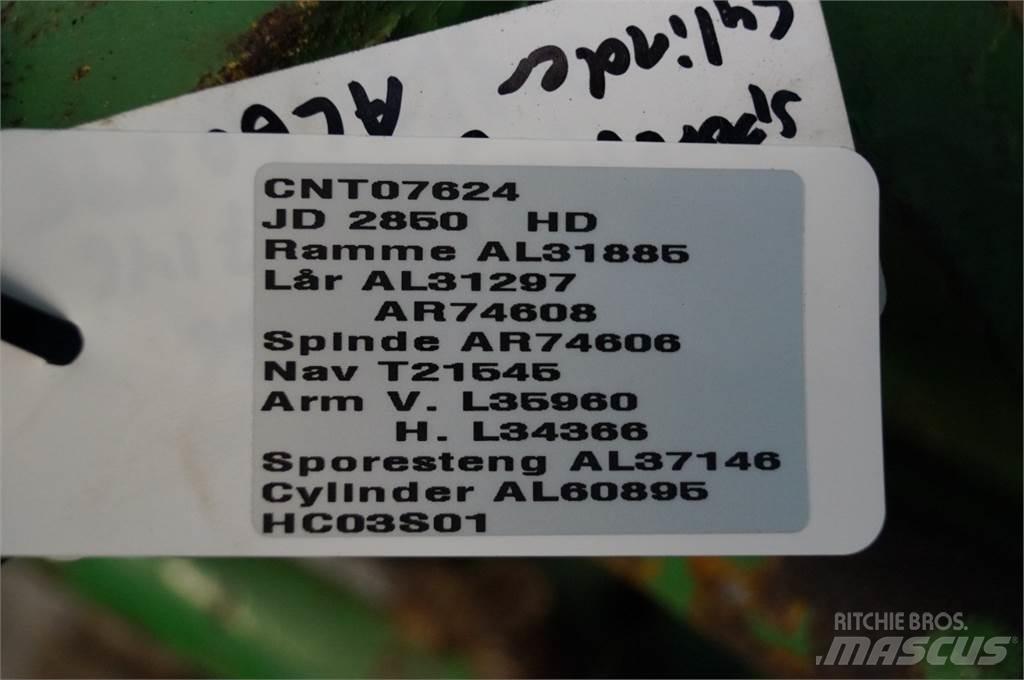 Cylinder
CNT07624
JD 2850 HD
Ramme AL31885
Lår AL31297
AR74608
Spinde AR74606
Nav T21545
Arm V. L35960
H. L34366
Sporesteng AL37146
Cylinder AL60895
HC03S01
RITCHIE BROS.
MASCUS